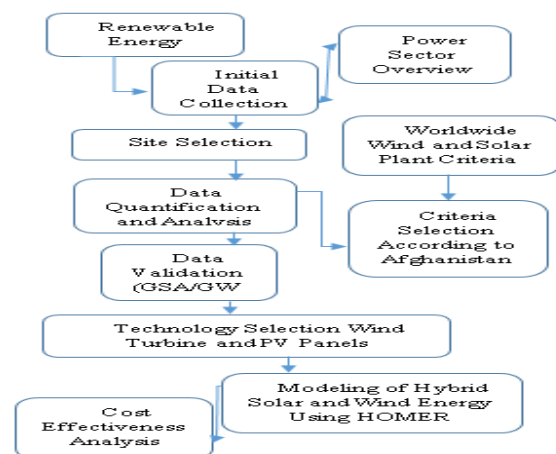 Renewable
Energy
Power
Sector
Overview
Initial
Data
Collection
Site Selection
Worldwide
Wind and Solar
Plant Criteria
Data
Quantification
and Analysis
Criteria
Selection
According to
Afghanistan
Data
Validation
(GSA/GW
Technology Selection Wind
Turbine and PV Panels
Modeling of Hybrid
Solar and Wind Energy
Using HOMER
Cost
Effectiveness
Analysis